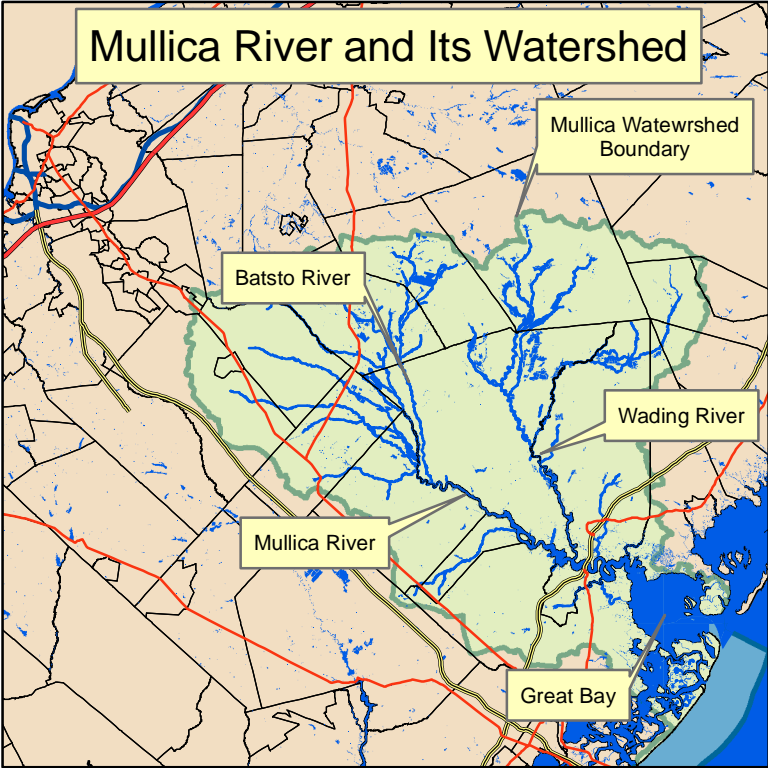 Mullica River and Its Watershed
Mullica Watewrshed
Boundary
Batsto River
Wading River
Mullica River
Great Bay